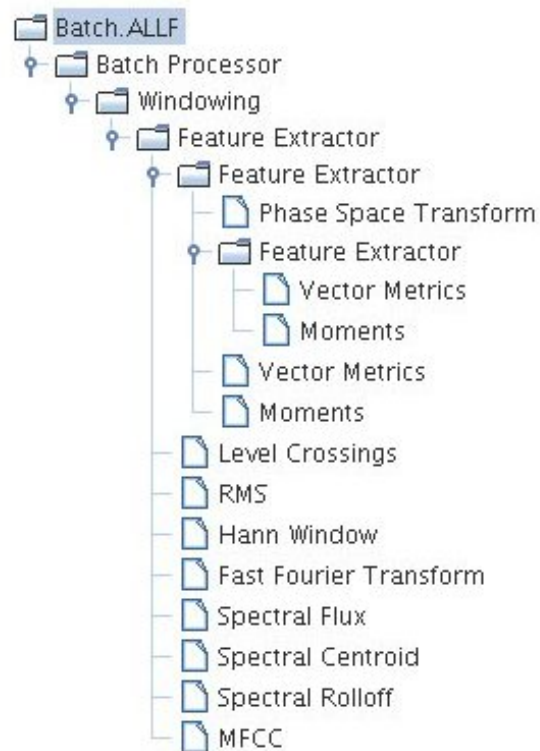 Batch.ALLF
Batch Processor
Windowing
Feature Extractor
Feature Extractor
Phase Space Transform
Feature Extractor
Vector Metrics
Moments
Vector Metrics
Moments
Level Crossings
RMS
Hann Window
Fast Fourier Transform
Spectral Flux
Spectral Centroid
Spectral Rolloff
MFCC